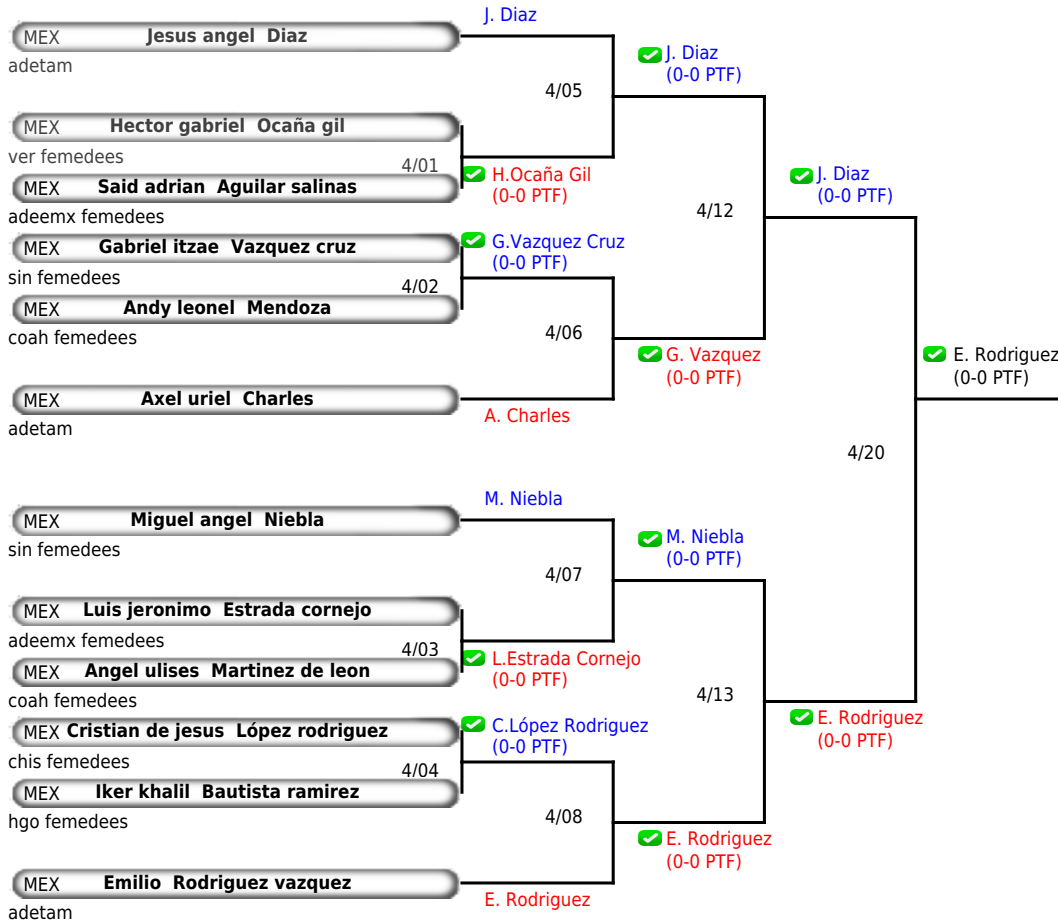 J. Diaz
MEX Jesus angel Diaz
adetam
J. Diaz
(0-0 PTF)
4/05
MEX Hector gabriel Ocaña gil
ver femedees
4/01
H.Ocaña Gil
(0-0 PTF)
MEX Said adrian Aguilar salinas
adeemx femedees
J. Diaz
(0-0 PTF)
4/12
MEX Gabriel itzae Vazquez cruz
sin femedees
G.Vazquez Cruz
(0-0 PTF)
4/02
MEX Andy leonel Mendoza
coah femedees
4/06
G. Vazquez
(0-0 PTF)
E. Rodriguez
(0-0 PTF)
MEX Axel uriel Charles
adetam
A. Charles
4/20
M. Niebla
MEX Miguel angel Niebla
sin femedees
M. Niebla
(0-0 PTF)
4/07
MEX Luis jeronimo Estrada cornejo
adeemx femedees
4/03
L.Estrada Cornejo
(0-0 PTF)
MEX Angel ulises Martinez de leon
coah femedees
4/13
E. Rodriguez
(0-0 PTF)
MEX Cristian de jesus López rodriguez
chis femedees
C.López Rodriguez
(0-0 PTF)
4/04
MEX Iker khalil Bautista ramirez
hgo femedees
4/08
E. Rodriguez
(0-0 PTF)
MEX Emilio Rodriguez vazquez
adetam
E. Rodriguez